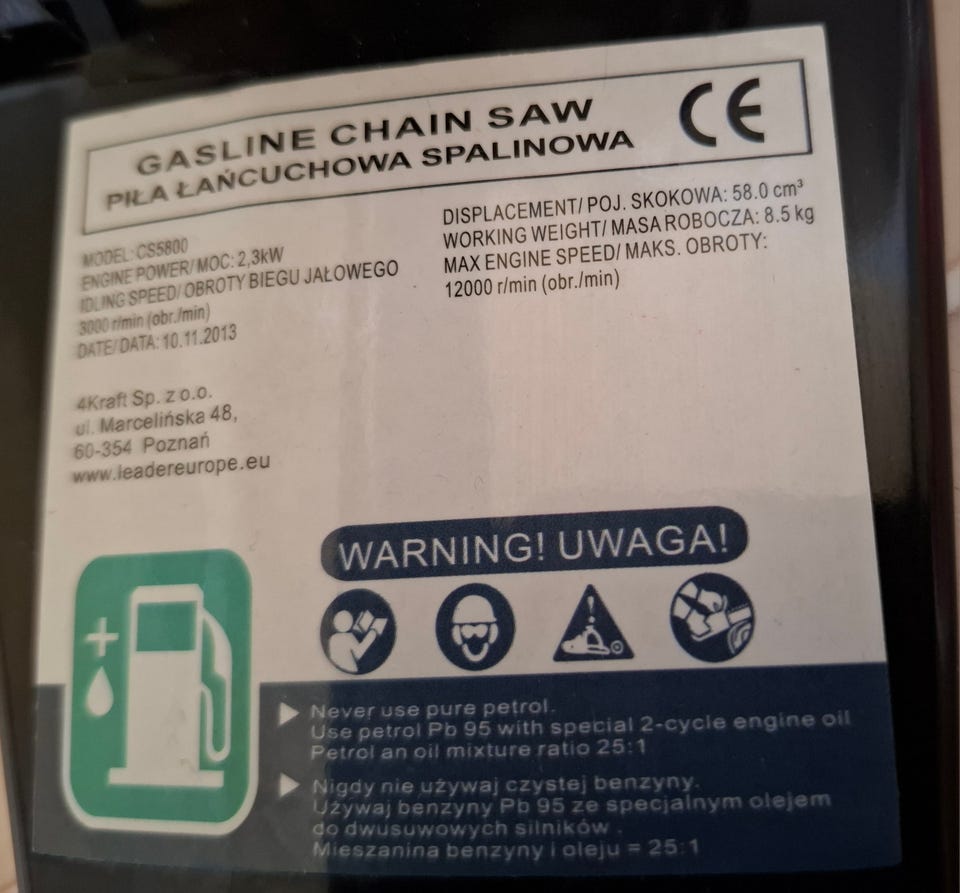 GASLINE CHAIN SAW
PIŁA ŁAŃCUCHOWA SPALINOWA
CE
MODEL: CS5800
ENGINE POWER/ MOC: 2,3kW
IDLING SPEED/ OBROTY BIEGU JAŁOWEGO
3000 r/min (obr./min)
DATE/ DATA: 10.11.2013
DISPLACEMENT/ POJ. SKOKOWA: 58.0 cm³
WORKING WEIGHT/ MASA ROBOCZA: 8.5 kg
MAX ENGINE SPEED/ MAKS. OBROTY:
12000 r/min (obr./min)
4Kraft Sp. z o.o.
ul. Marcelińska 48,
60-354 Poznań
www.leadereurope.eu
WARNING! UWAGA!
Never use pure petrol.
Use petrol Pb 95 with special 2-cycle engine oil
Petrol an oil mixture ratio 25:1
Nigdy nie używaj czystej benzyny.
Używaj benzyny Pb 95 ze specjalnym olejem
do dwusuwowych silników .
Mieszanina benzyny i oleju = 25:1